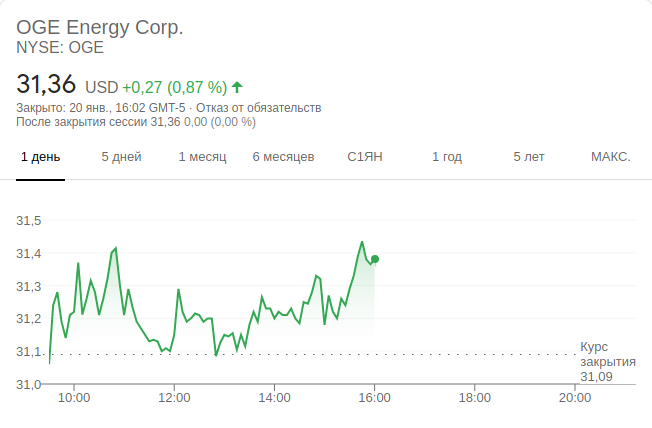 OGE Energy Corp.
NYSE: OGE
31,36 USD +0,27 (0,87 %)
Закрыто: 20 янв., 16:02 GMT-5 · Отказ от обязательств
После закрытия сессии 31,36 0,00 (0,00 %)
1 день 5 дней 1 месяц 6 месяцев С1ЯН 1 год 5 лет МАКС.
31,5
31,4
31,3
31,2
31,1
31,0
Курс
закрытия
31,09
10:00 12:00 14:00 16:00 18:00 20:00